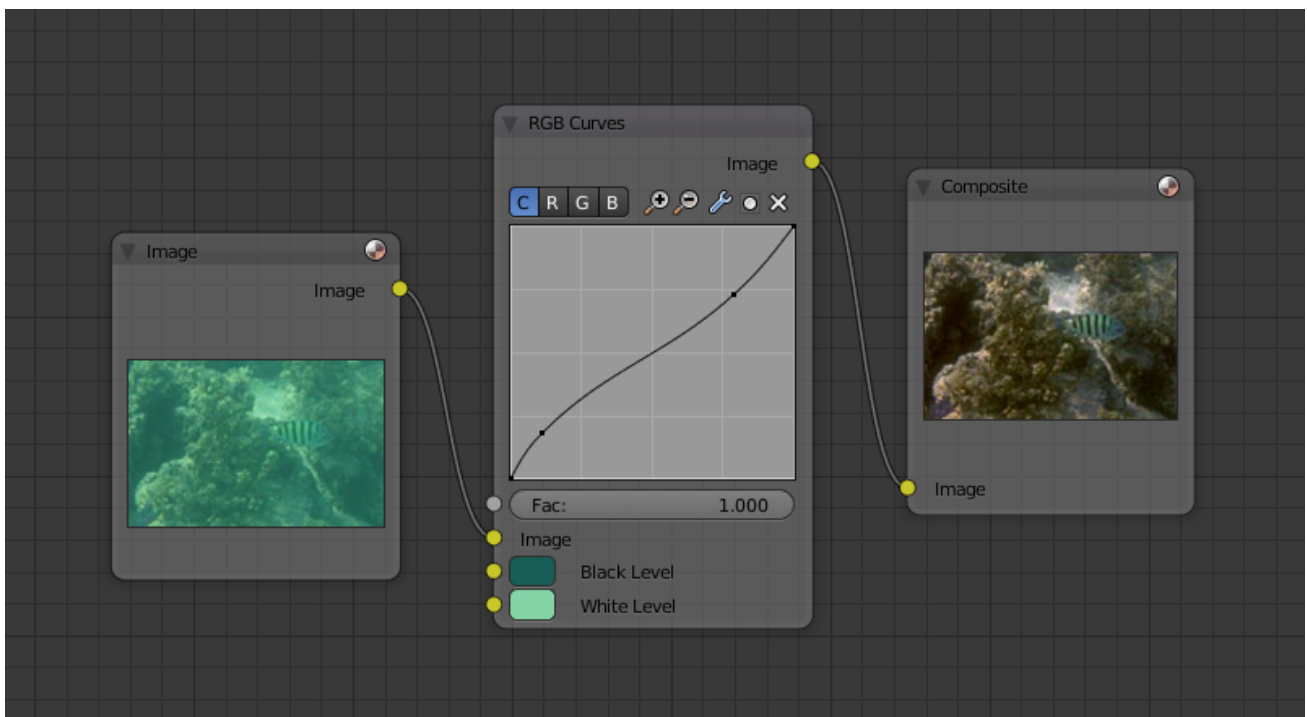 Image
Image
RGB Curves
Image
C R G B
Fac: 1.000
Image
Black Level
White Level
Composite
Image